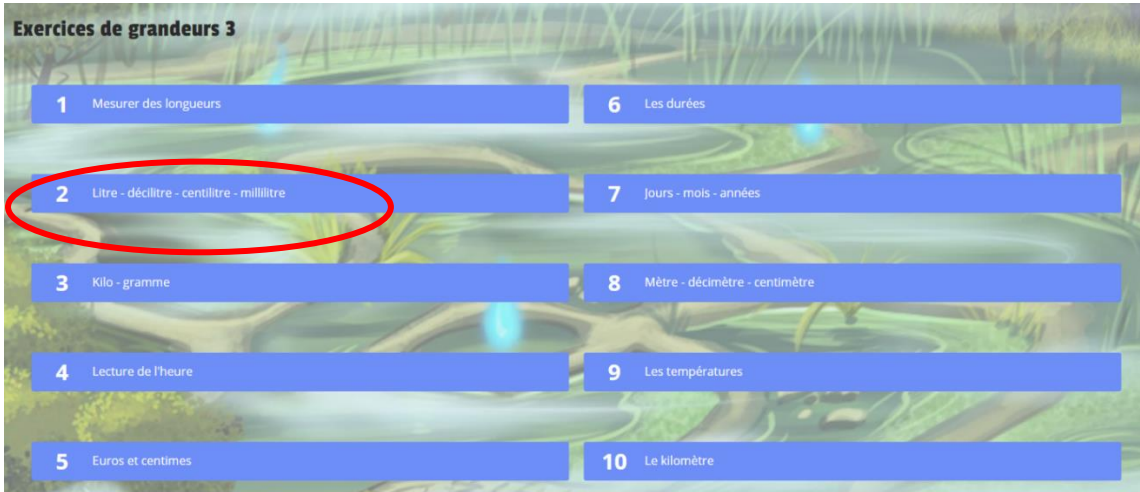 Exercices de grandeurs 3
1 Mesurer des longueurs
2 Litre - décilitre - centilitre - millilitre
3 Kilo - gramme
4 Lecture de l'heure
5 Euros et centimes
6 Les durées
7 Jours - mois - années
8 Mètre - décimètre - centimètre
9 Les températures
10 Le kilomètre